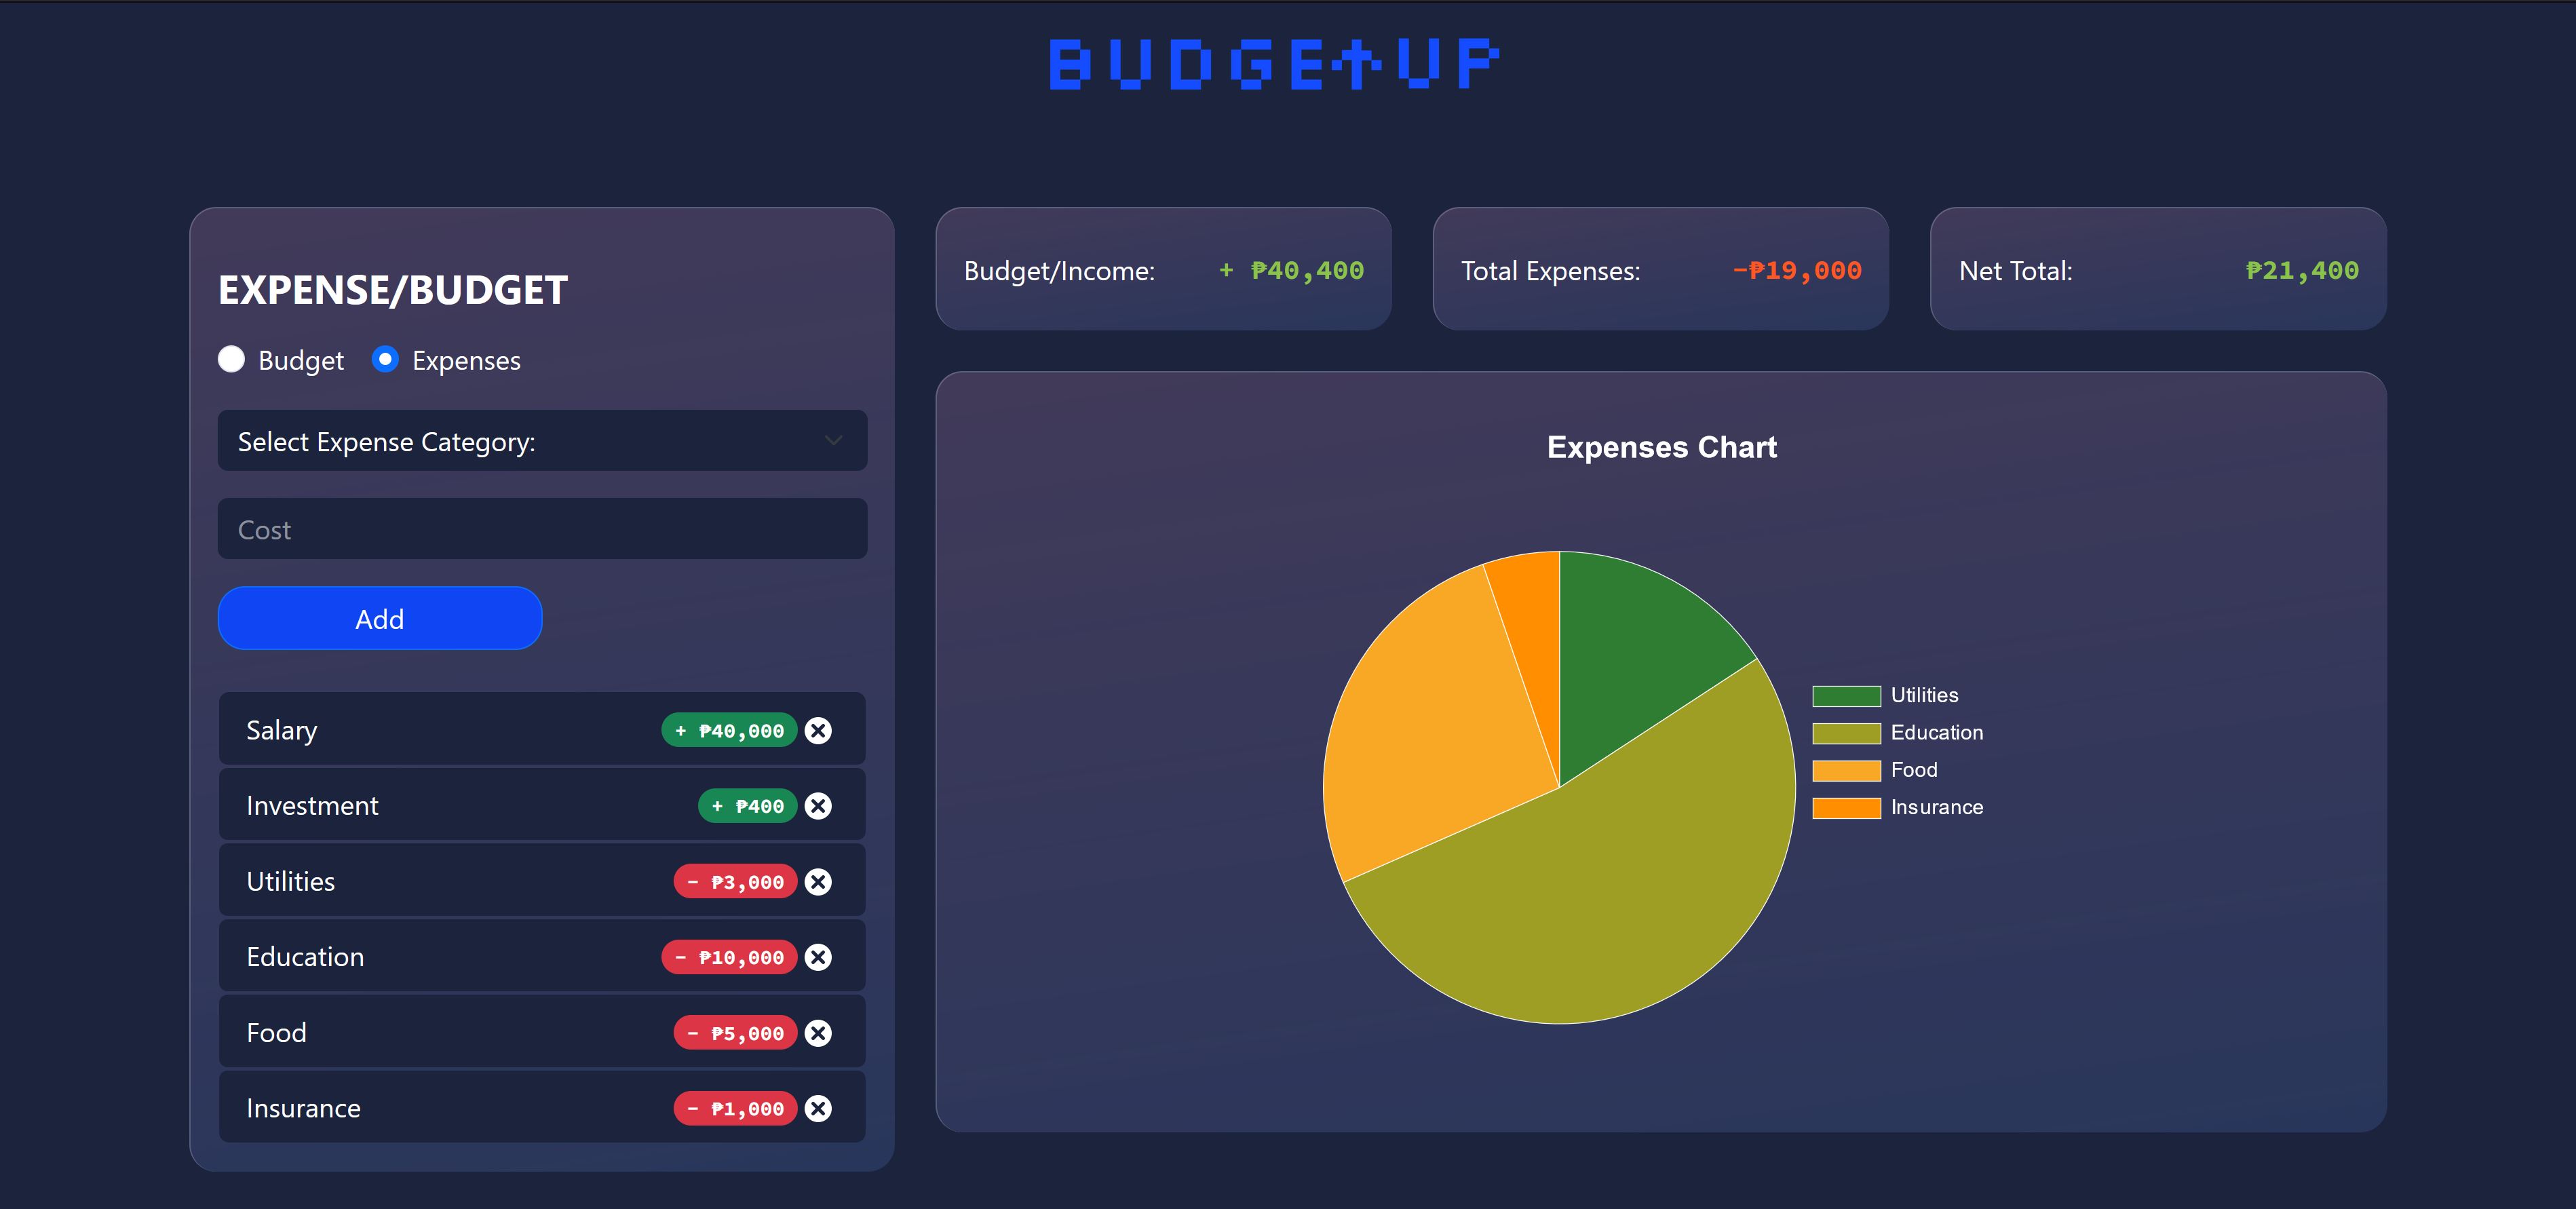 BUDGE↑UP
EXPENSE/BUDGET
Budget Expenses
Select Expense Category:
Cost
Add
Salary + ₱40,000
Investment + ₱400
Utilities − ₱3,000
Education − ₱10,000
Food − ₱5,000
Insurance − ₱1,000
Budget/Income: + ₱40,400
Total Expenses: −₱19,000
Net Total: ₱21,400
Expenses Chart
Utilities
Education
Food
Insurance